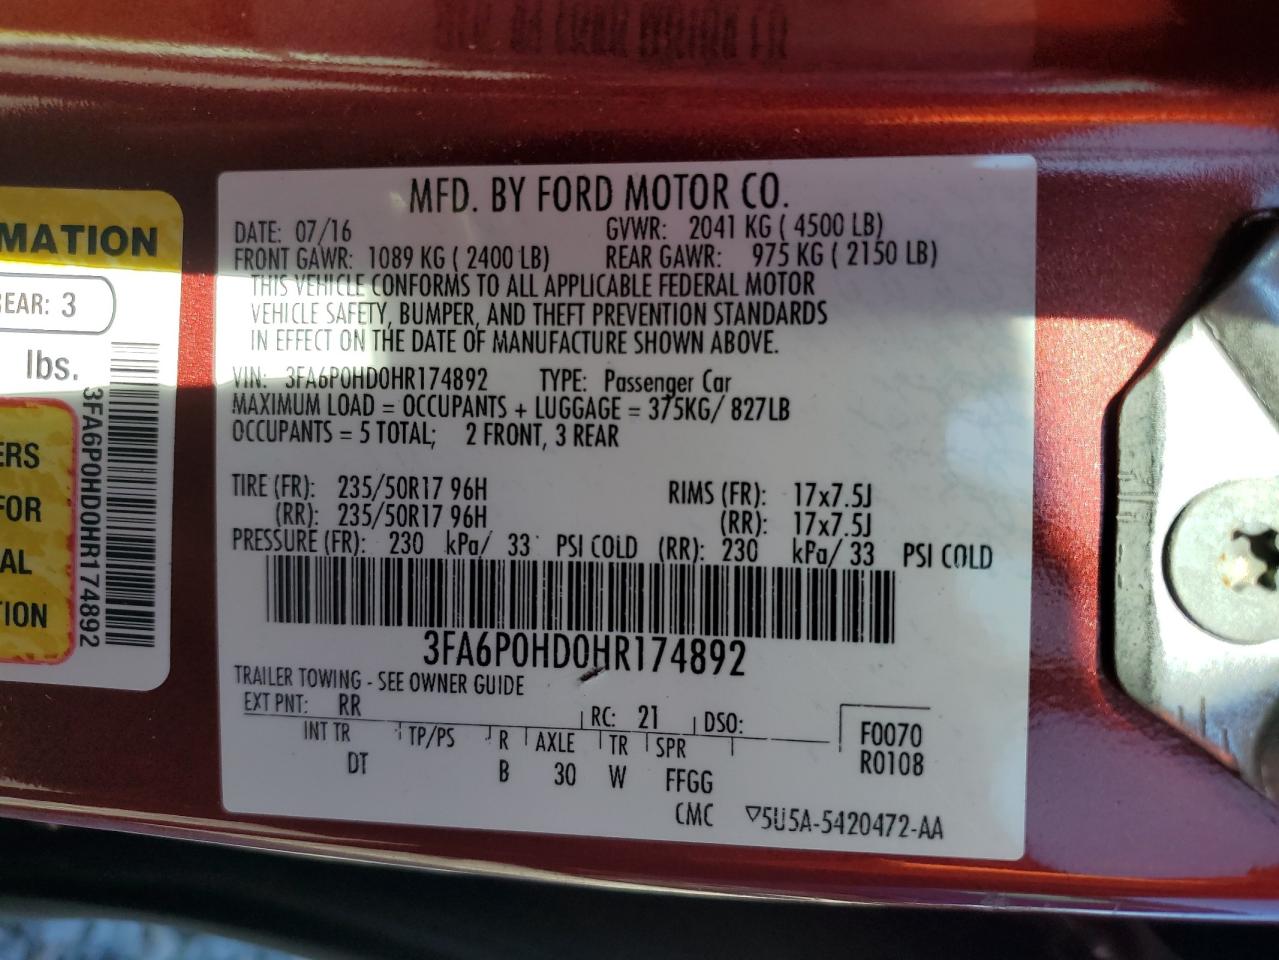 MATION
REAR: 3
lbs.
ERS
FOR
AL
TION
3FA6P0HD0HR174892
MFD. BY FORD MOTOR CO.
DATE: 07/16 GVWR: 2041 KG ( 4500 LB)
FRONT GAWR: 1089 KG ( 2400 LB) REAR GAWR: 975 KG ( 2150 LB)
THIS VEHICLE CONFORMS TO ALL APPLICABLE FEDERAL MOTOR
VEHICLE SAFETY, BUMPER, AND THEFT PREVENTION STANDARDS
IN EFFECT ON THE DATE OF MANUFACTURE SHOWN ABOVE.
VIN: 3FA6P0HD0HR174892 TYPE: Passenger Car
MAXIMUM LOAD = OCCUPANTS + LUGGAGE = 375KG/ 827LB
OCCUPANTS = 5 TOTAL; 2 FRONT, 3 REAR
TIRE (FR): 235/50R17 96H RIMS (FR): 17x7.5J
(RR): 235/50R17 96H (RR): 17x7.5J
PRESSURE (FR): 230 kPa/ 33 PSI COLD (RR): 230 kPa/ 33 PSI COLD
3FA6P0HD0HR174892
TRAILER TOWING - SEE OWNER GUIDE
EXT PNT: RR RC: 21 DSO:
INT TR TP/PS R AXLE TR SPR
DT B 30 W FFGG
F0070
R0108
CMC ▽5U5A-5420472-AA